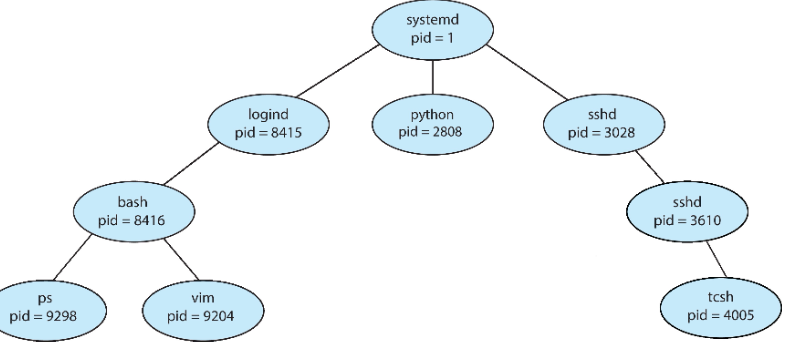 systemd
pid = 1
logind
pid = 8415
python
pid = 2808
sshd
pid = 3028
bash
pid = 8416
sshd
pid = 3610
ps
pid = 9298
vim
pid = 9204
tcsh
pid = 4005